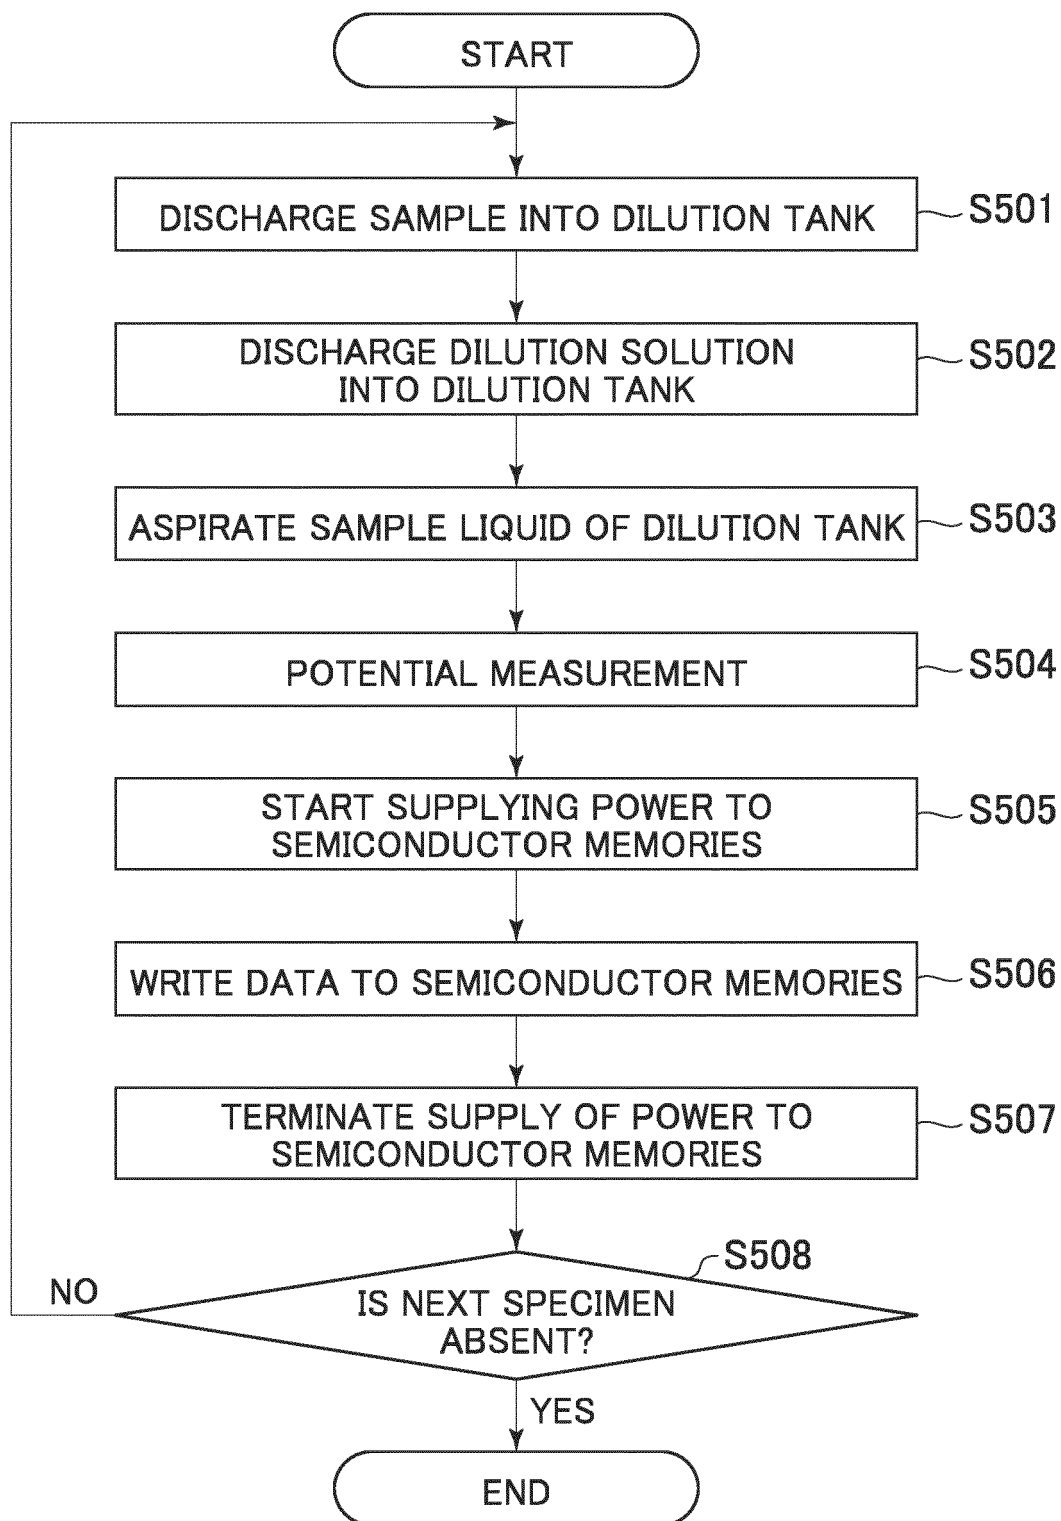 START
DISCHARGE SAMPLE INTO DILUTION TANK
S501
DISCHARGE DILUTION SOLUTION
INTO DILUTION TANK
S502
ASPIRATE SAMPLE LIQUID OF DILUTION TANK
S503
POTENTIAL MEASUREMENT
S504
START SUPPLYING POWER TO
SEMICONDUCTOR MEMORIES
S505
WRITE DATA TO SEMICONDUCTOR MEMORIES
S506
TERMINATE SUPPLY OF POWER TO
SEMICONDUCTOR MEMORIES
S507
S508
NO
IS NEXT SPECIMEN
ABSENT?
YES
END